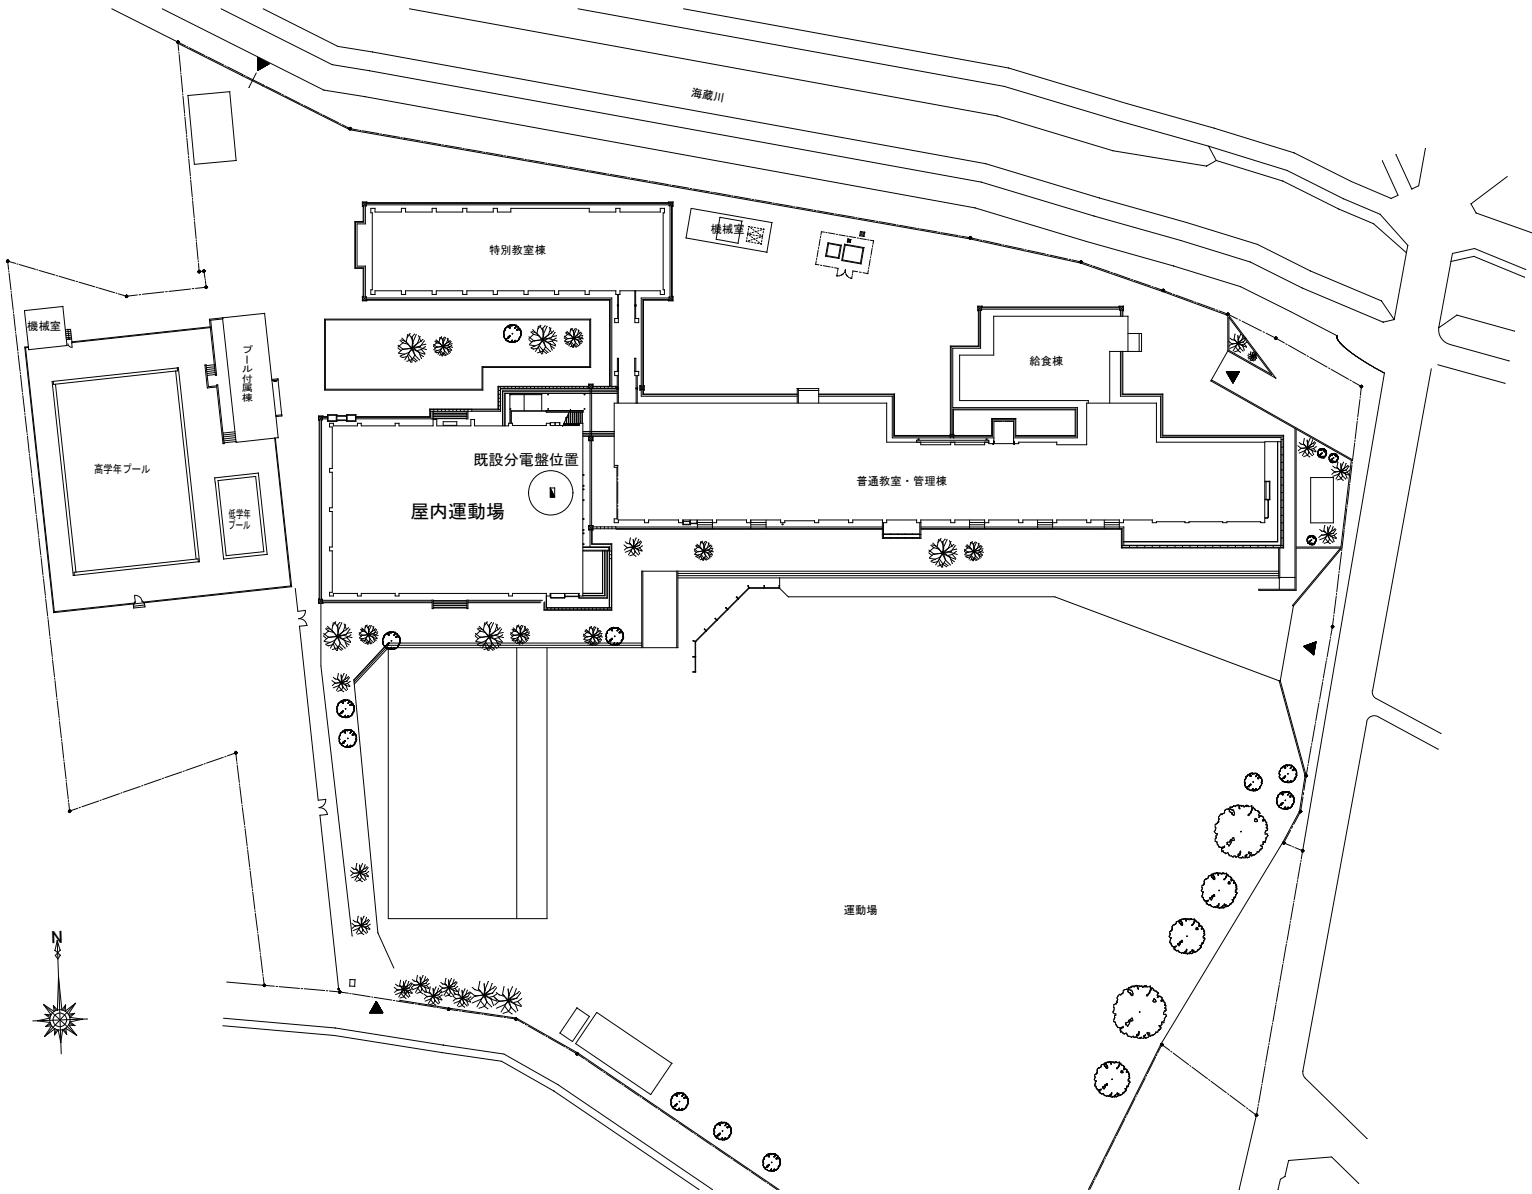 海蔵川
機械室
特別教室棟
機械室
プール付属棟
給食棟
既設分電盤位置
高学年プール
普通教室・管理棟
屋内運動場
低学年
プール
運動場
N